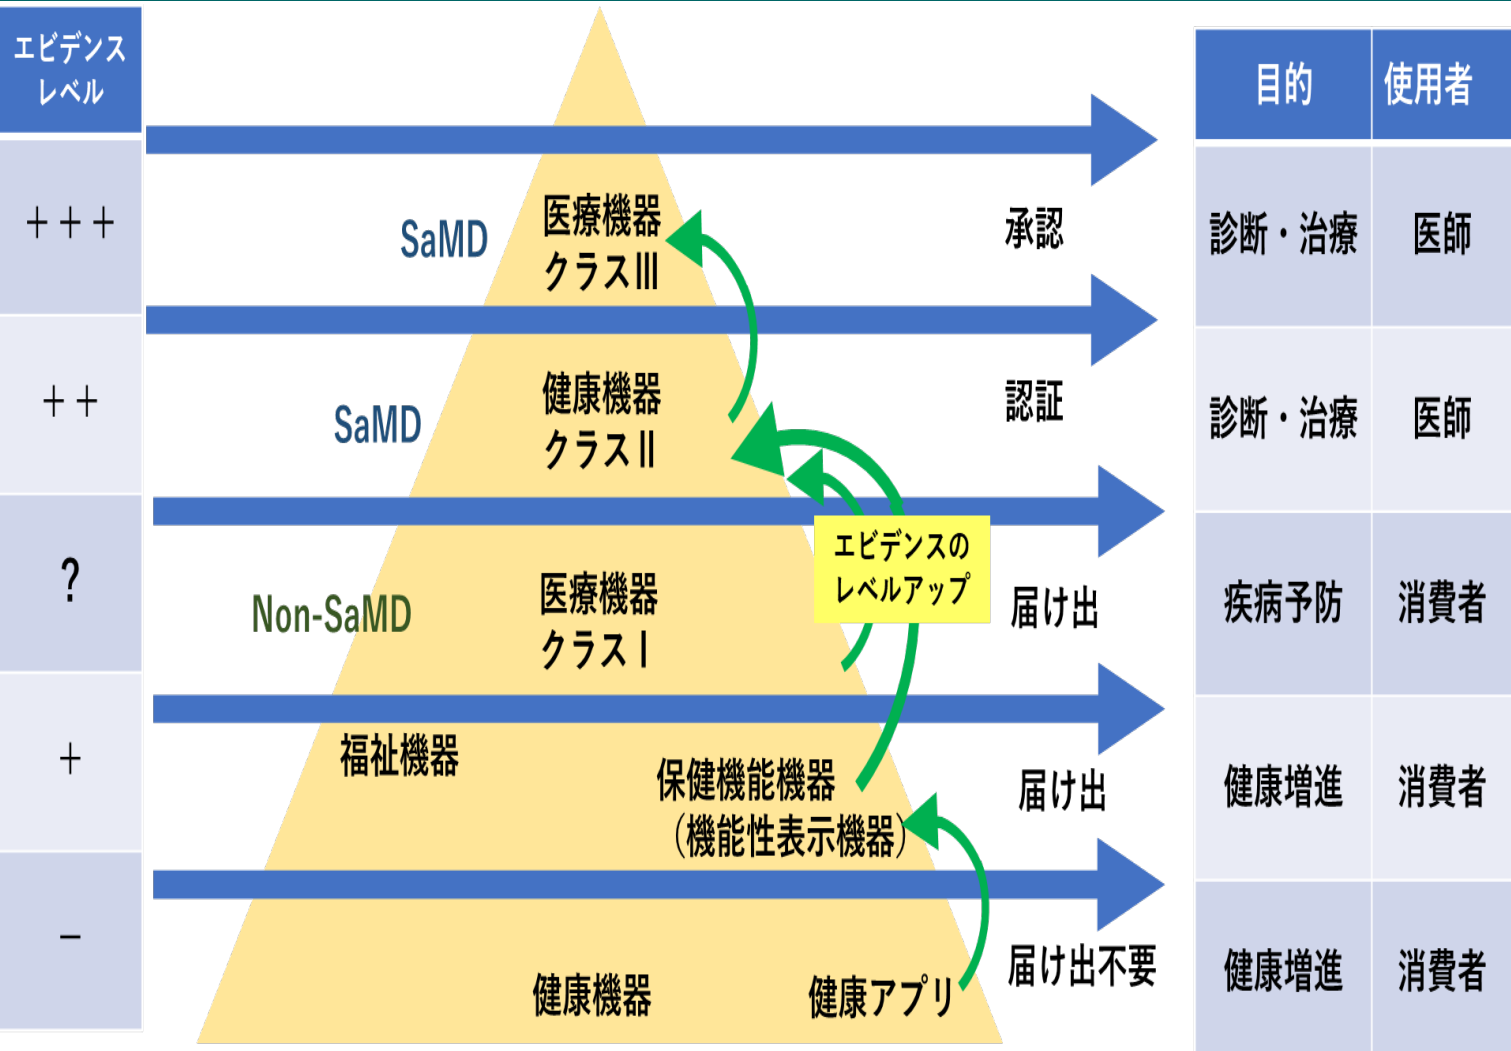 エビデンス
レベル
目的
使用者
+++
SaMD
医療機器
クラスⅢ
承認
診断・治療
医師
++
SaMD
健康機器
クラスⅡ
認証
診断・治療
医師
?
Non-SaMD
医療機器
クラスⅠ
エビデンスの
レベルアップ
届け出
疾病予防
消費者
+
福祉機器
保健機能機器
（機能性表示機器）
届け出
健康増進
消費者
−
健康機器
健康アプリ
届け出不要
健康増進
消費者